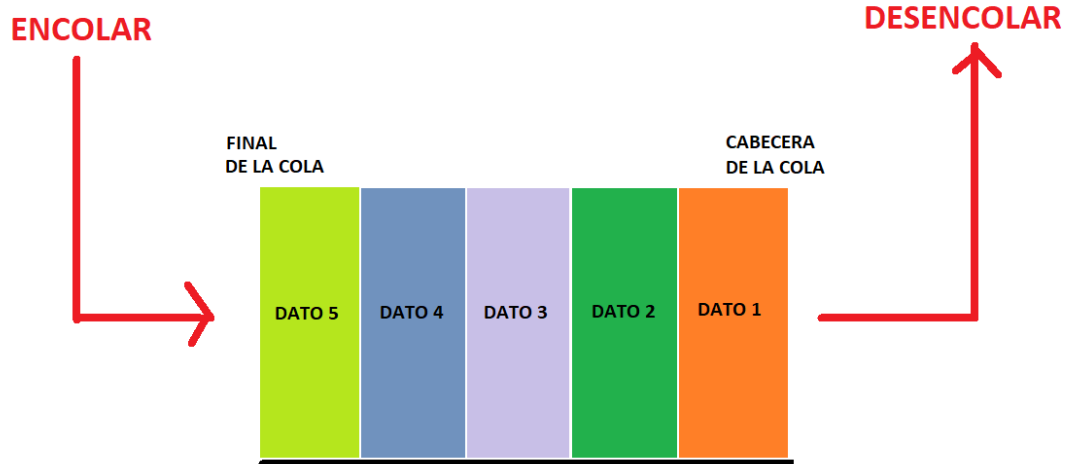 ENCOLAR
DESENCOLAR
FINAL
DE LA COLA
CABECERA
DE LA COLA
DATO 5
DATO 4
DATO 3
DATO 2
DATO 1